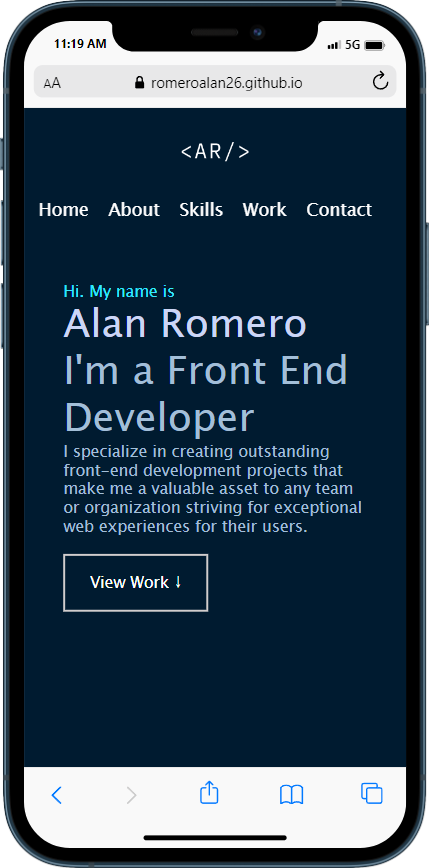 11:19 AM 5G
AA romeroalan26.github.io
<AR/>
Home About Skills Work Contact
Hi. My name is
Alan Romero
I'm a Front End
Developer
I specialize in creating outstanding
front-end development projects that
make me a valuable asset to any team
or organization striving for exceptional
web experiences for their users.
View Work ↓